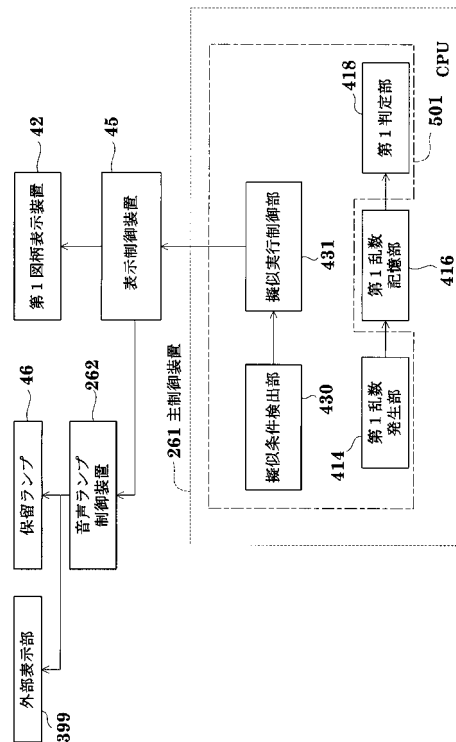 外部表示部
399
保留ランプ
46
音声ランプ
制御装置
262
第1図柄表示装置
42
表示制御装置
45
261 主制御装置
擬似条件検出部
430
擬似実行制御部
431
第1乱数
発生部
414
第1乱数
記憶部
416
第1判定部
418
501
CPU